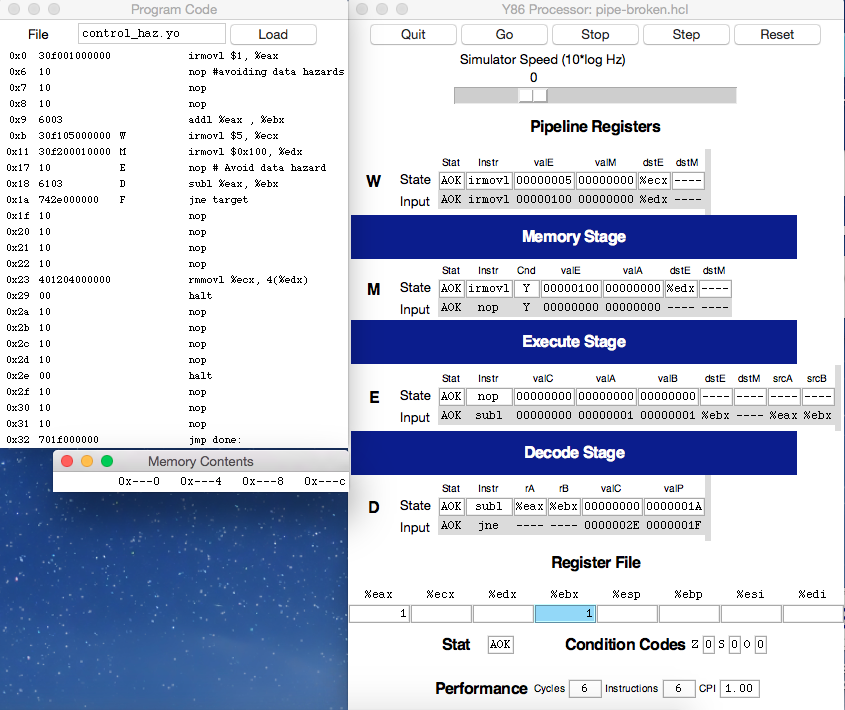 Program Code
File control_haz.yo Load
0x0 30f001000000 irmovl $1, %eax
0x6 10 nop #avoiding data hazards
0x7 10 nop
0x8 10 nop
0x9 6003 addl %eax , %ebx
0xb 30f105000000 W irmovl $5, %ecx
0x11 30f200010000 M irmovl $0x100, %edx
0x17 10 E nop # Avoid data hazard
0x18 6103 D subl %eax, %ebx
0x1a 742e000000 F jne target
0x1f 10 nop
0x20 10 nop
0x21 10 nop
0x22 10 nop
0x23 401204000000 rmmovl %ecx, 4(%edx)
0x29 00 halt
0x2a 10 nop
0x2b 10 nop
0x2c 10 nop
0x2d 10 nop
0x2e 00 halt
0x2f 10 nop
0x30 10 nop
0x31 10 nop
0x32 701f000000 jmp done:
Memory Contents
0x---0 0x---4 0x---8 0x---c
Y86 Processor: pipe-broken.hcl
Quit Go Stop Step Reset
Simulator Speed (10*log Hz)
0
Pipeline Registers
Stat Instr valE valM dstE dstM
W State AOK irmovl 00000005 00000000 %ecx ----
Input AOK irmovl 00000100 00000000 %edx ----
Memory Stage
Stat Instr Cnd valE valA dstE dstM
M State AOK irmovl Y 00000100 00000000 %edx ----
Input AOK nop Y 00000000 00000000 ---- ----
Execute Stage
Stat Instr valC valA valB dstE dstM srcA srcB
E State AOK nop 00000000 00000000 00000000 ---- ---- ---- ----
Input AOK subl 00000000 00000001 00000001 %ebx ---- %eax %ebx
Decode Stage
Stat Instr rA rB valC valP
D State AOK subl %eax %ebx 00000000 0000001A
Input AOK jne ---- ---- 0000002E 0000001F
Register File
%eax %ecx %edx %ebx %esp %ebp %esi %edi
1 1
Stat AOK Condition Codes Z 0 S 0 O 0
Performance Cycles 6 Instructions 6 CPI 1.00